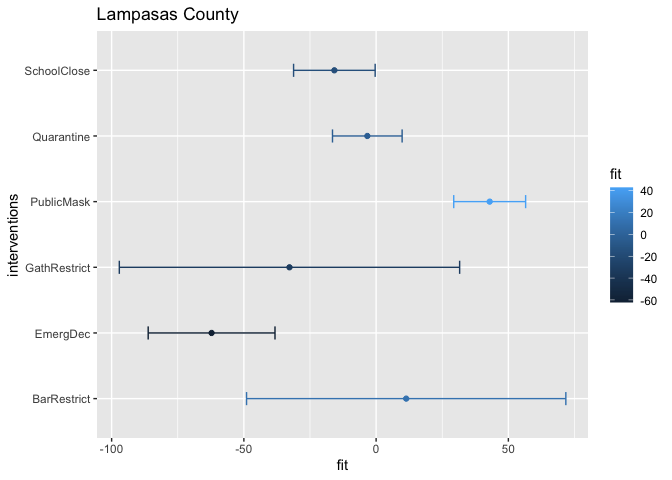 Lampasas County
SchoolClose
Quarantine
PublicMask
GathRestrict
EmergDec
BarRestrict
interventions
-100
-50
0
50
fit
fit
40
20
0
-20
-40
-60